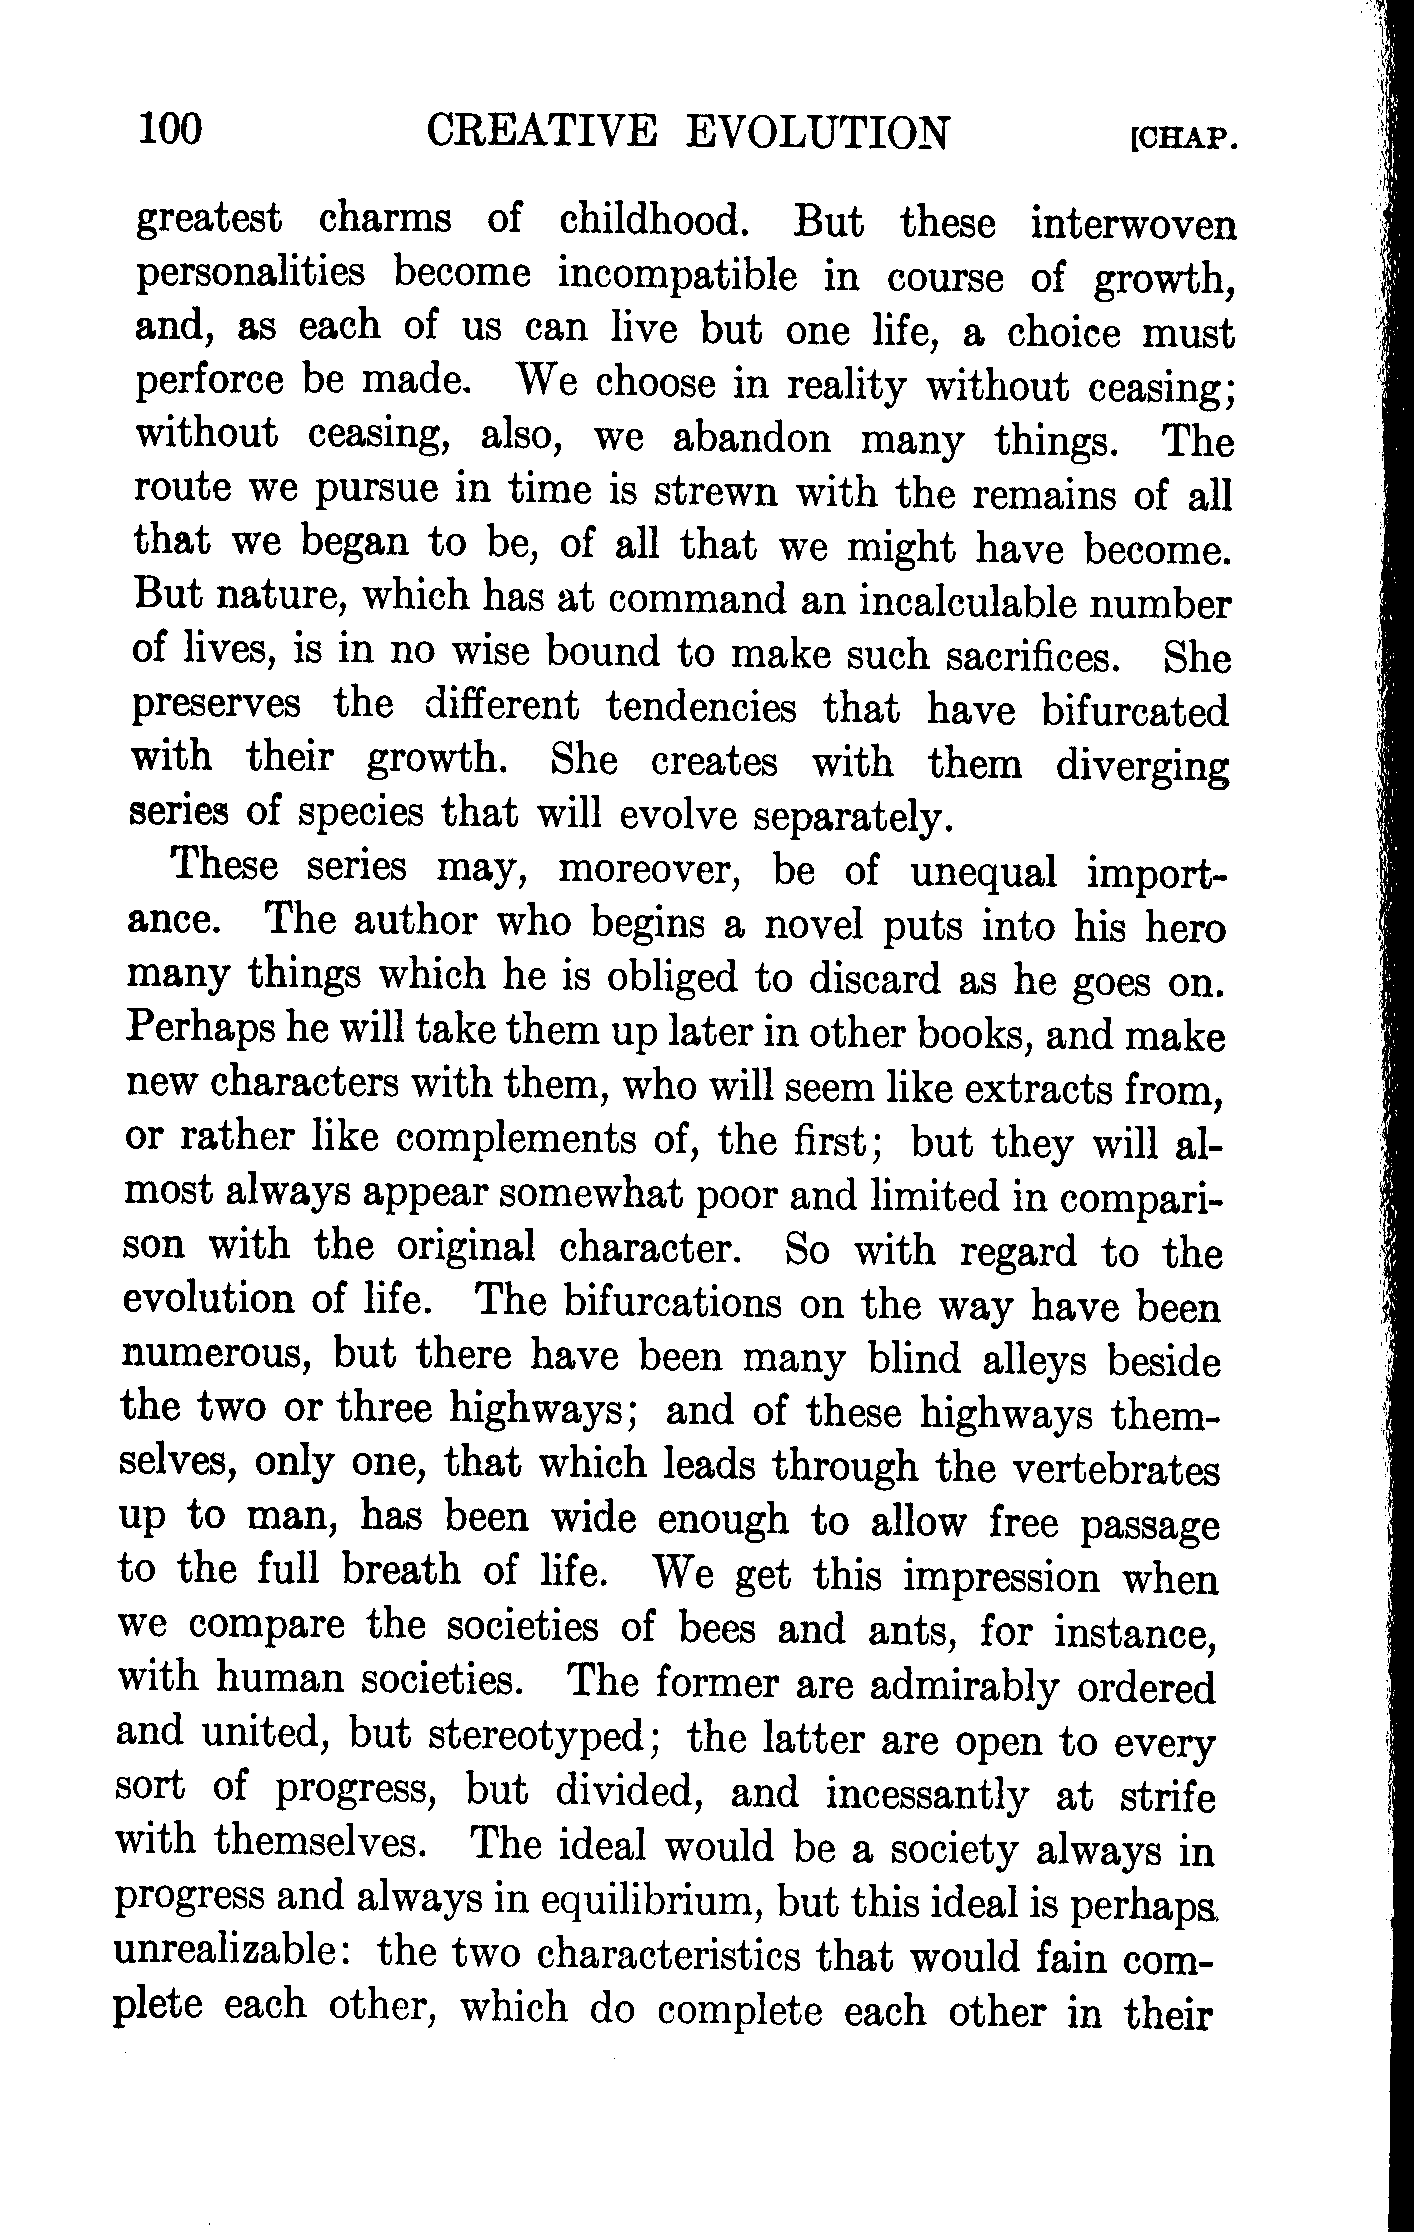 100 CREATIVE EVOLUTION [CHAP.
greatest charms of childhood. But these interwoven
personalities become incompatible in course of growth,
and, as each of us can live but one life, a choice must
perforce be made. We choose in reality without ceasing;
without ceasing, also, we abandon many things. The
route we pursue in time is strewn with the remains of all
that we began to be, of all that we might have become.
But nature, which has at command an incalculable number
of lives, is in no wise bound to make such sacrifices. She
preserves the different tendencies that have bifurcated
with their growth. She creates with them diverging
series of species that will evolve separately.
These series may, moreover, be of unequal import-
ance. The author who begins a novel puts into his hero
many things which he is obliged to discard as he goes on.
Perhaps he will take them up later in other books, and make
new characters with them, who will seem like extracts from,
or rather like complements of, the first; but they will al-
most always appear somewhat poor and limited in compari-
son with the original character. So with regard to the
evolution of life. The bifurcations on the way have been
numerous, but there have been many blind alleys beside
the two or three highways; and of these highways them-
selves, only one, that which leads through the vertebrates
up to man, has been wide enough to allow free passage
to the full breath of life. We get this impression when
we compare the societies of bees and ants, for instance,
with human societies. The former are admirably ordered
and united, but stereotyped; the latter are open to every
sort of progress, but divided, and incessantly at strife
with themselves. The ideal would be a society always in
progress and always in equilibrium, but this ideal is perhaps
unrealizable: the two characteristics that would fain com-
plete each other, which do complete each other in their